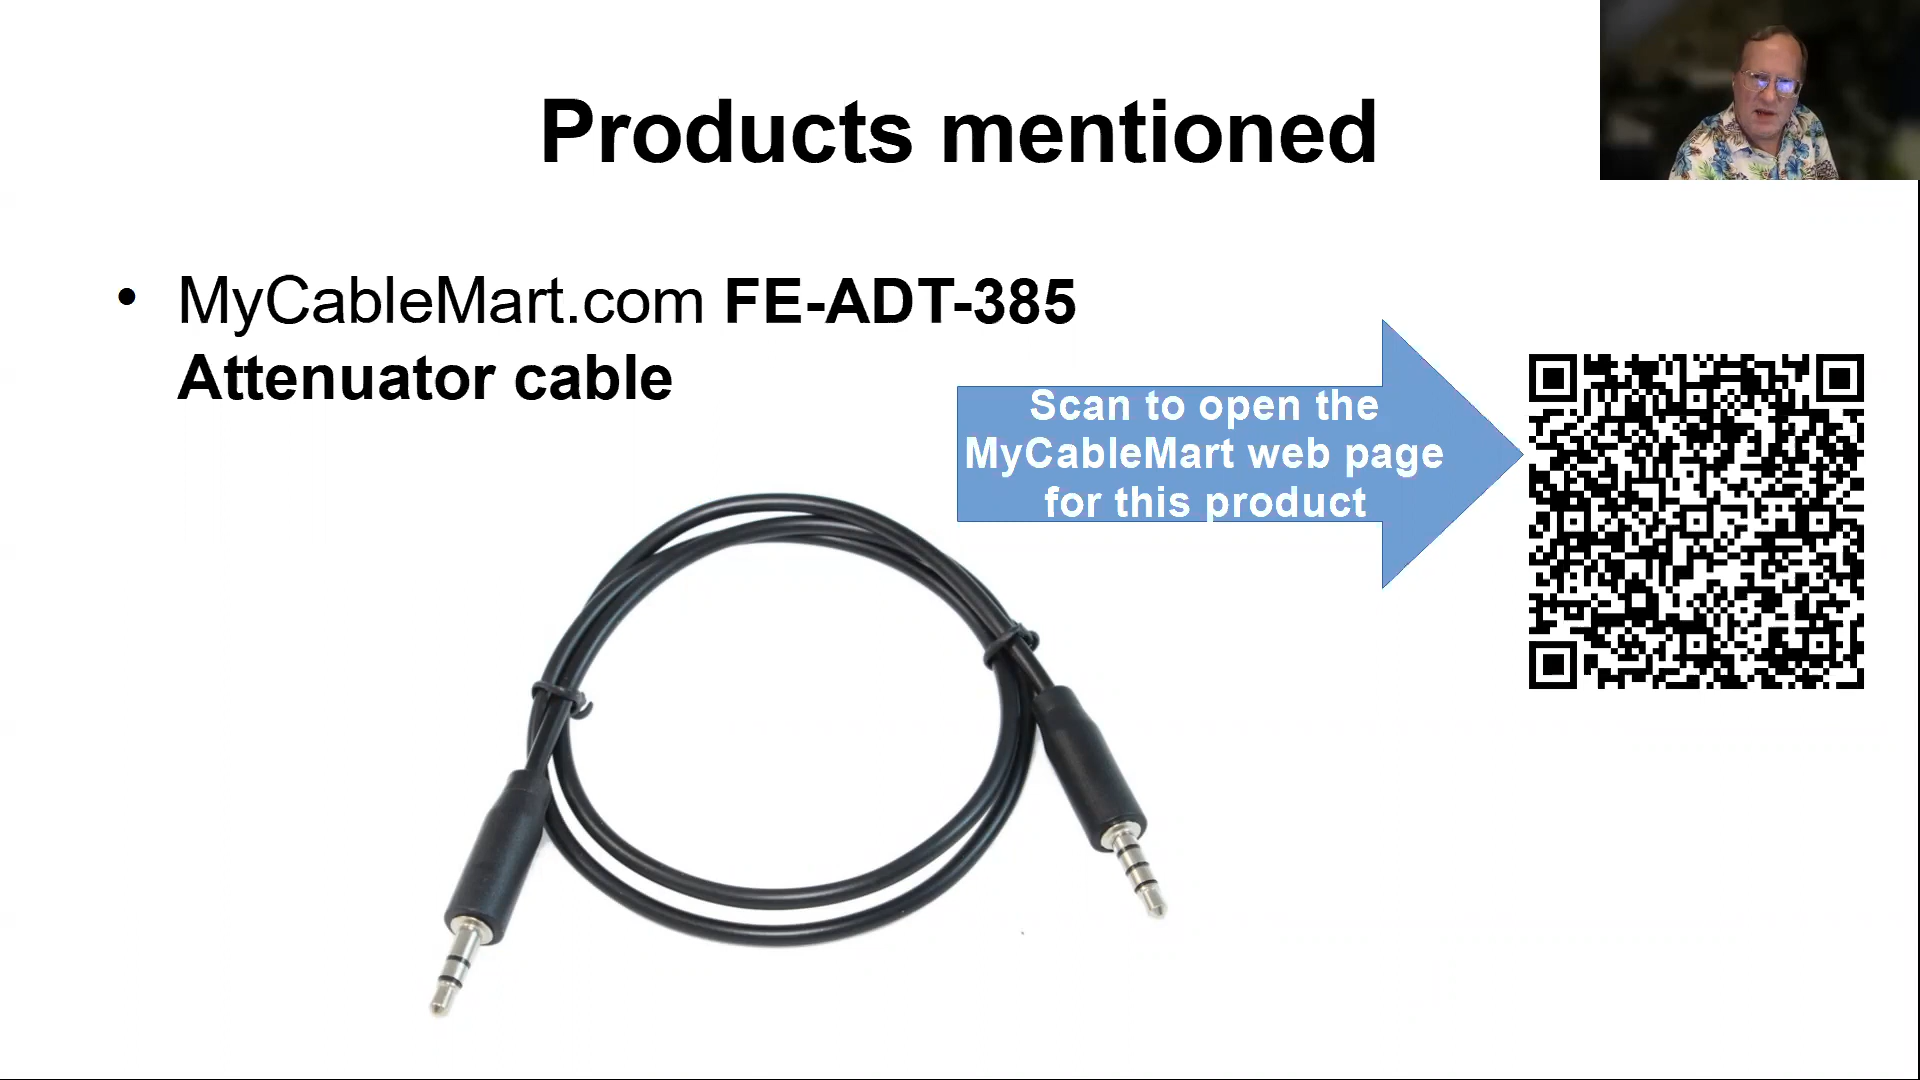 Products mentioned
• MyCableMart.com FE-ADT-385
Attenuator cable
Scan to open the
MyCableMart web page
for this product